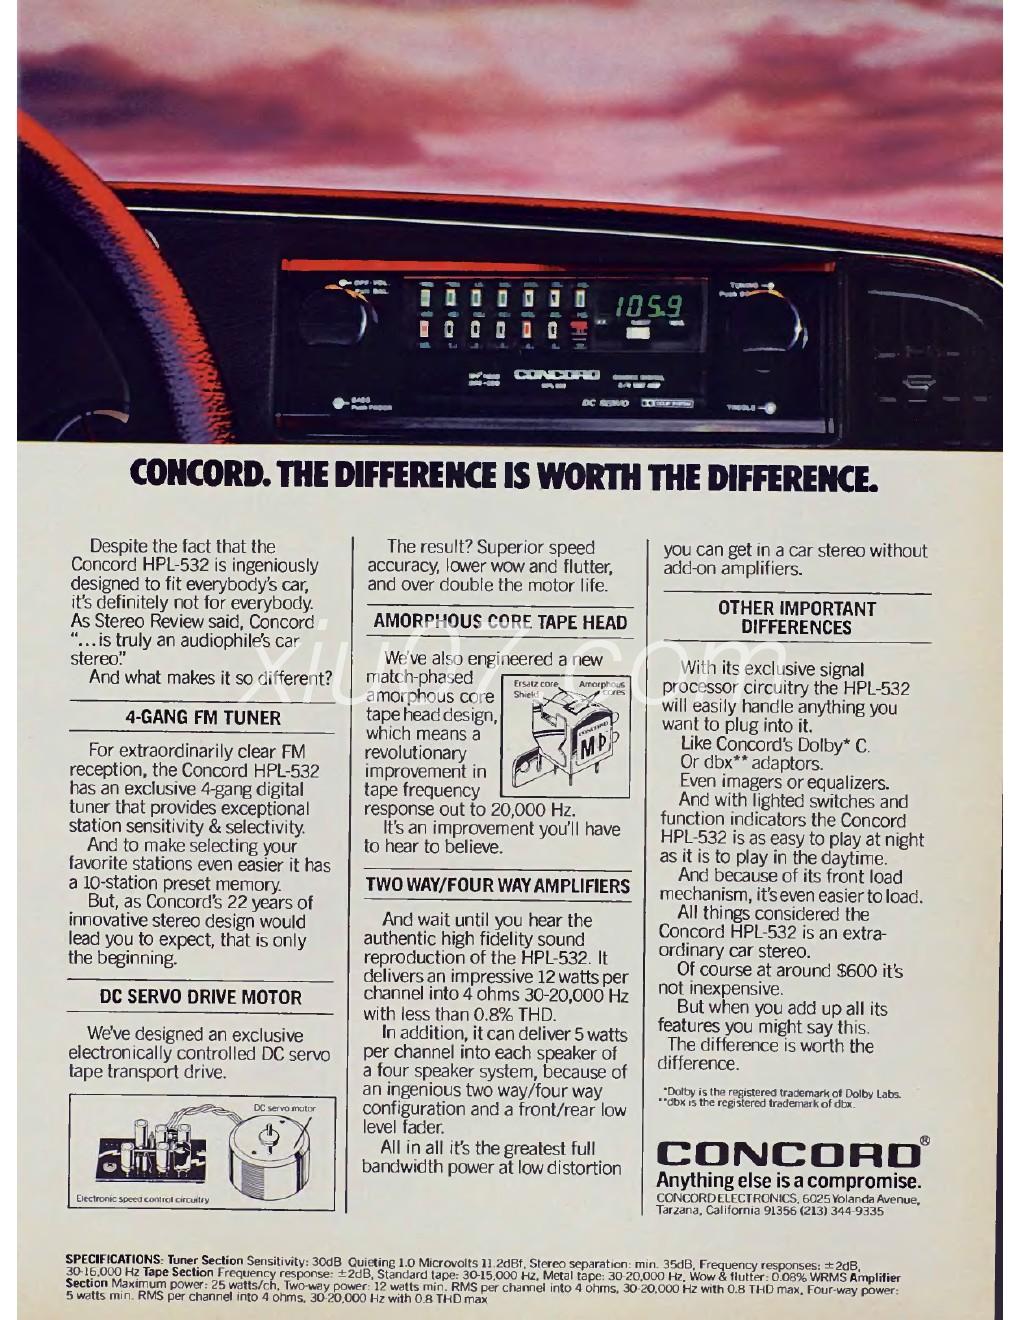 OFF · VOL.
TUNING
105.9
CONCORD
DC SERVO
BASS
Push FADER
TREBLE
CONCORD. THE DIFFERENCE IS WORTH THE DIFFERENCE.
Despite the fact that the
Concord HPL-532 is ingeniously
designed to fit everybody's car,
it's definitely not for everybody.
As Stereo Review said, Concord
"...is truly an audiophile's car
stereo."
And what makes it so different?
4-GANG FM TUNER
For extraordinarily clear FM
reception, the Concord HPL-532
has an exclusive 4-gang digital
tuner that provides exceptional
station sensitivity & selectivity.
And to make selecting your
favorite stations even easier it has
a 10-station preset memory.
But, as Concord's 22 years of
innovative stereo design would
lead you to expect, that is only
the beginning.
DC SERVO DRIVE MOTOR
We've designed an exclusive
electronically controlled DC servo
tape transport drive.
DC servo motor
Electronic speed control circuitry
The result? Superior speed
accuracy, lower wow and flutter,
and over double the motor life.
AMORPHOUS CORE TAPE HEAD
We've also engineered a new
match-phased
amorphous core
tape head design,
which means a
revolutionary
improvement in
tape frequency
response out to 20,000 Hz.
It's an improvement you'll have
to hear to believe.
Ersatz core
Shield
Amorphous
cores
CONCORD
TWO WAY/FOUR WAY AMPLIFIERS
And wait until you hear the
authentic high fidelity sound
reproduction of the HPL-532. It
delivers an impressive 12 watts per
channel into 4 ohms 30-20,000 Hz
with less than 0.8% THD.
In addition, it can deliver 5 watts
per channel into each speaker of
a four speaker system, because of
an ingenious two way/four way
configuration and a front/rear low
level fader.
All in all it's the greatest full
bandwidth power at low distortion
you can get in a car stereo without
add-on amplifiers.
OTHER IMPORTANT
DIFFERENCES
With its exclusive signal
processor circuitry the HPL-532
will easily handle anything you
want to plug into it.
Like Concord's Dolby* C.
Or dbx** adaptors.
Even imagers or equalizers.
And with lighted switches and
function indicators the Concord
HPL-532 is as easy to play at night
as it is to play in the daytime.
And because of its front load
mechanism, it's even easier to load.
All things considered the
Concord HPL-532 is an extra-
ordinary car stereo.
Of course at around $600 it's
not inexpensive.
But when you add up all its
features you might say this.
The difference is worth the
difference.
*Dolby is the registered trademark of Dolby Labs.
**dbx is the registered trademark of dbx.
CONCORD®
Anything else is a compromise.
CONCORD ELECTRONICS, 6025 Yolanda Avenue,
Tarzana, California 91356 (213) 344-9335
SPECIFICATIONS: Tuner Section Sensitivity: 30dB Quieting 1.0 Microvolts 11.2dBf, Stereo separation: min. 35dB, Frequency responses: ±2dB,
30-15,000 Hz Tape Section Frequency response: ±2dB, Standard tape: 30-15,000 Hz, Metal tape: 30-20,000 Hz, Wow & flutter: 0.08% WRMS Amplifier
Section Maximum power: 25 watts/ch, Two-way power: 12 watts min. RMS per channel into 4 ohms, 30-20,000 Hz with 0.8 THD max, Four-way power:
5 watts min. RMS per channel into 4 ohms, 30-20,000 Hz with 0.8 THD max
xiu07.com